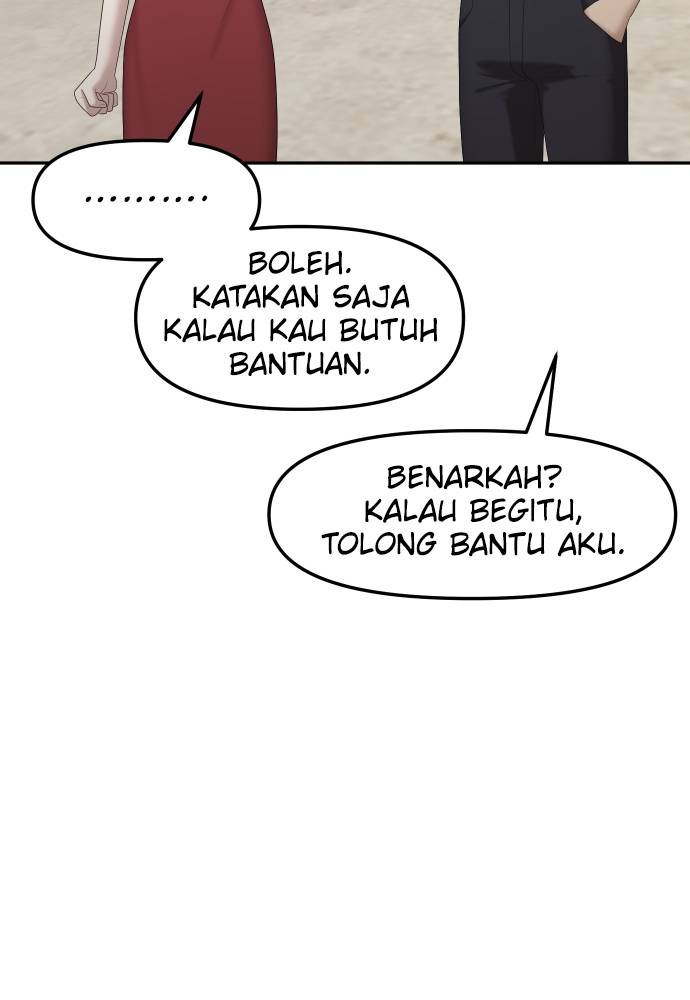 ..........
BOLEH.
KATAKAN SAJA
KALAU KAU BUTUH
BANTUAN.
BENARKAH?
KALAU BEGITU,
TOLONG BANTU AKU.